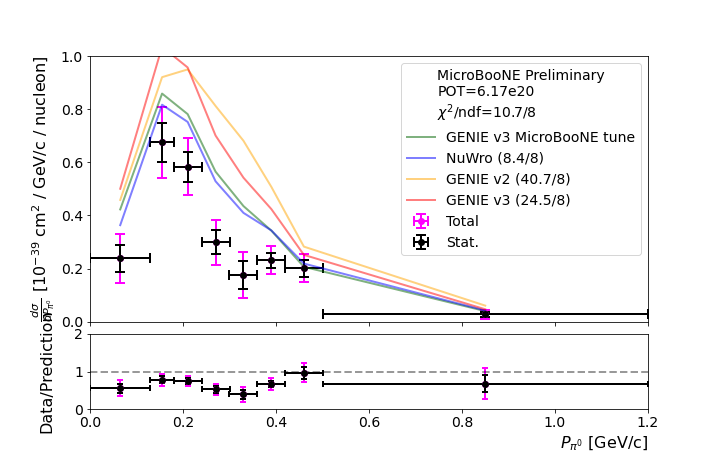 MicroBooNE Preliminary
POT=6.17e20
χ²/ndf=10.7/8
GENIE v3 MicroBooNE tune
NuWro (8.4/8)
GENIE v2 (40.7/8)
GENIE v3 (24.5/8)
Total
Stat.
dσ/dp_π⁰ [10⁻³⁹ cm² / GeV/c / nucleon]
1.0
0.8
0.6
0.4
0.2
0.0
Data/Prediction
2
1
0
0.0 0.2 0.4 0.6 0.8 1.0 1.2
P_π⁰ [GeV/c]